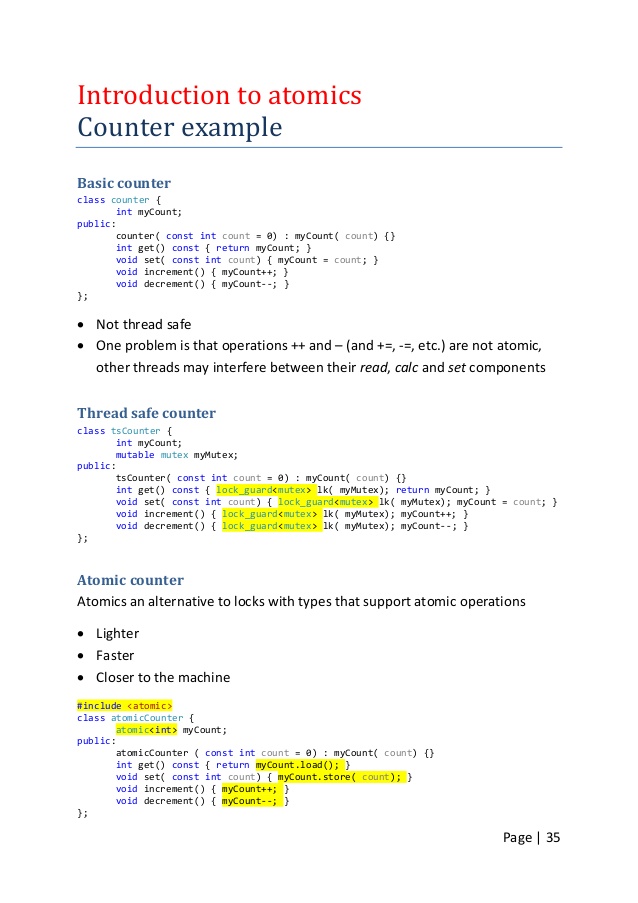 Introduction to atomics
Counter example
Basic counter
class counter {
int myCount;
public:
counter( const int count = 0) : myCount( count) {}
int get() const { return myCount; }
void set( const int count) { myCount = count; }
void increment() { myCount++; }
void decrement() { myCount--; }
};
• Not thread safe
• One problem is that operations ++ and – (and +=, -=, etc.) are not atomic,
other threads may interfere between their read, calc and set components
Thread safe counter
class tsCounter {
int myCount;
mutable mutex myMutex;
public:
tsCounter( const int count = 0) : myCount( count) {}
int get() const { lock_guard<mutex> lk( myMutex); return myCount; }
void set( const int count) { lock_guard<mutex> lk( myMutex); myCount = count; }
void increment() { lock_guard<mutex> lk( myMutex); myCount++; }
void decrement() { lock_guard<mutex> lk( myMutex); myCount--; }
};
Atomic counter
Atomics an alternative to locks with types that support atomic operations
• Lighter
• Faster
• Closer to the machine
#include <atomic>
class atomicCounter {
atomic<int> myCount;
public:
atomicCounter ( const int count = 0) : myCount( count) {}
int get() const { return myCount.load(); }
void set( const int count) { myCount.store( count); }
void increment() { myCount++; }
void decrement() { myCount--; }
};
Page | 35